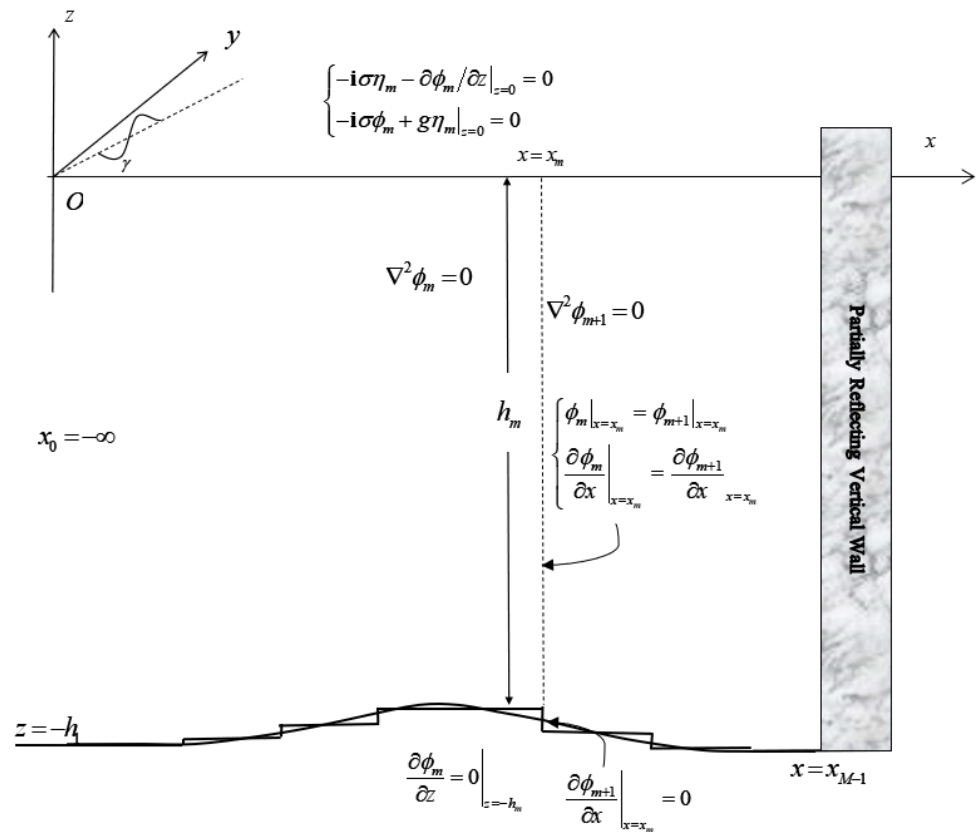 z
y
γ
O
x
{ −iση_m − ∂ϕ_m/∂z|_{z=0} = 0
−iσϕ_m + gη_m|_{z=0} = 0
x = x_m
∇²ϕ_m = 0
∇²ϕ_{m+1} = 0
h_m
x_0 = −∞
{ ϕ_m|_{x=x_m} = ϕ_{m+1}|_{x=x_m}
∂ϕ_m/∂x|_{x=x_m} = ∂ϕ_{m+1}/∂x _{x=x_m}
Partially Reflecting Vertical Wall
z = −h
∂ϕ_m/∂z = 0|_{z=−h_m}
∂ϕ_{m+1}/∂x|_{x=x_m} = 0
x = x_{M−1}